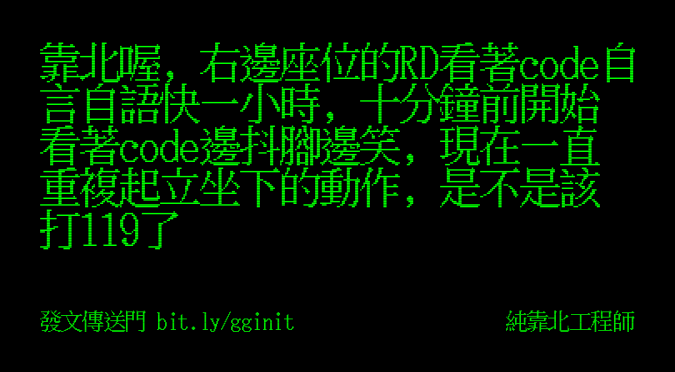 靠北喔, 右邊座位的RD看著code自
言自語快一小時, 十分鐘前開始
看著code邊抖腳邊笑, 現在一直
重複起立坐下的動作, 是不是該
打119了
發文傳送門 bit.ly/gginit
純靠北工程師